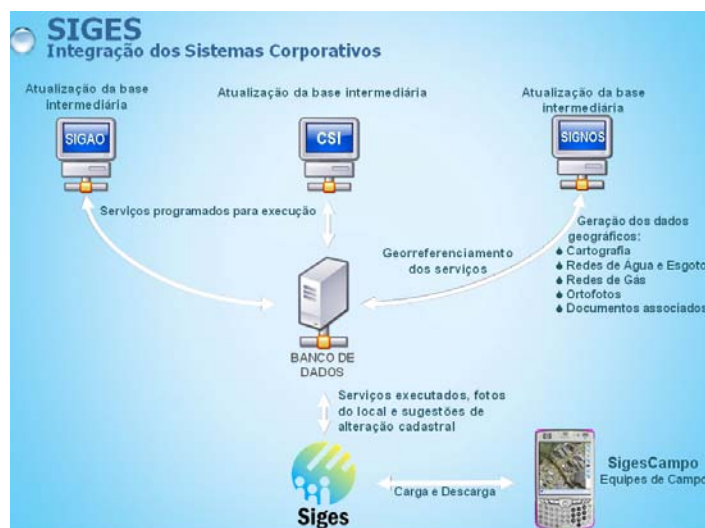 SIGES
Integração dos Sistemas Corporativos
Atualização da base
intermediária
SIGAO
Atualização da base intermediária
CSI
Atualização da base
intermediária
SIGNOS
Serviços programados para execução
Georreferenciamento
dos serviços
Geração dos dados
geográficos:
Cartografia
Redes de Água e Esgoto
Redes de Gás
Ortofotos
Documentos associados
BANCO DE
DADOS
Serviços executados, fotos
do local e sugestões de
alteração cadastral
Siges
Carga e Descarga
SigesCampo
Equipes de Campo